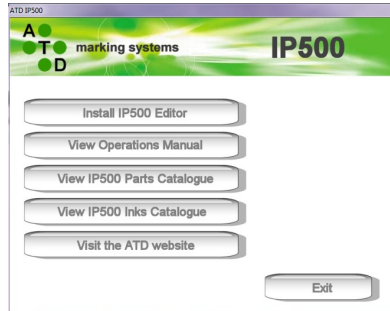 ATD IP500
A
T marking systems IP500
D
Install IP500 Editor
View Operations Manual
View IP500 Parts Catalogue
View IP500 Inks Catalogue
Visit the ATD website
Exit